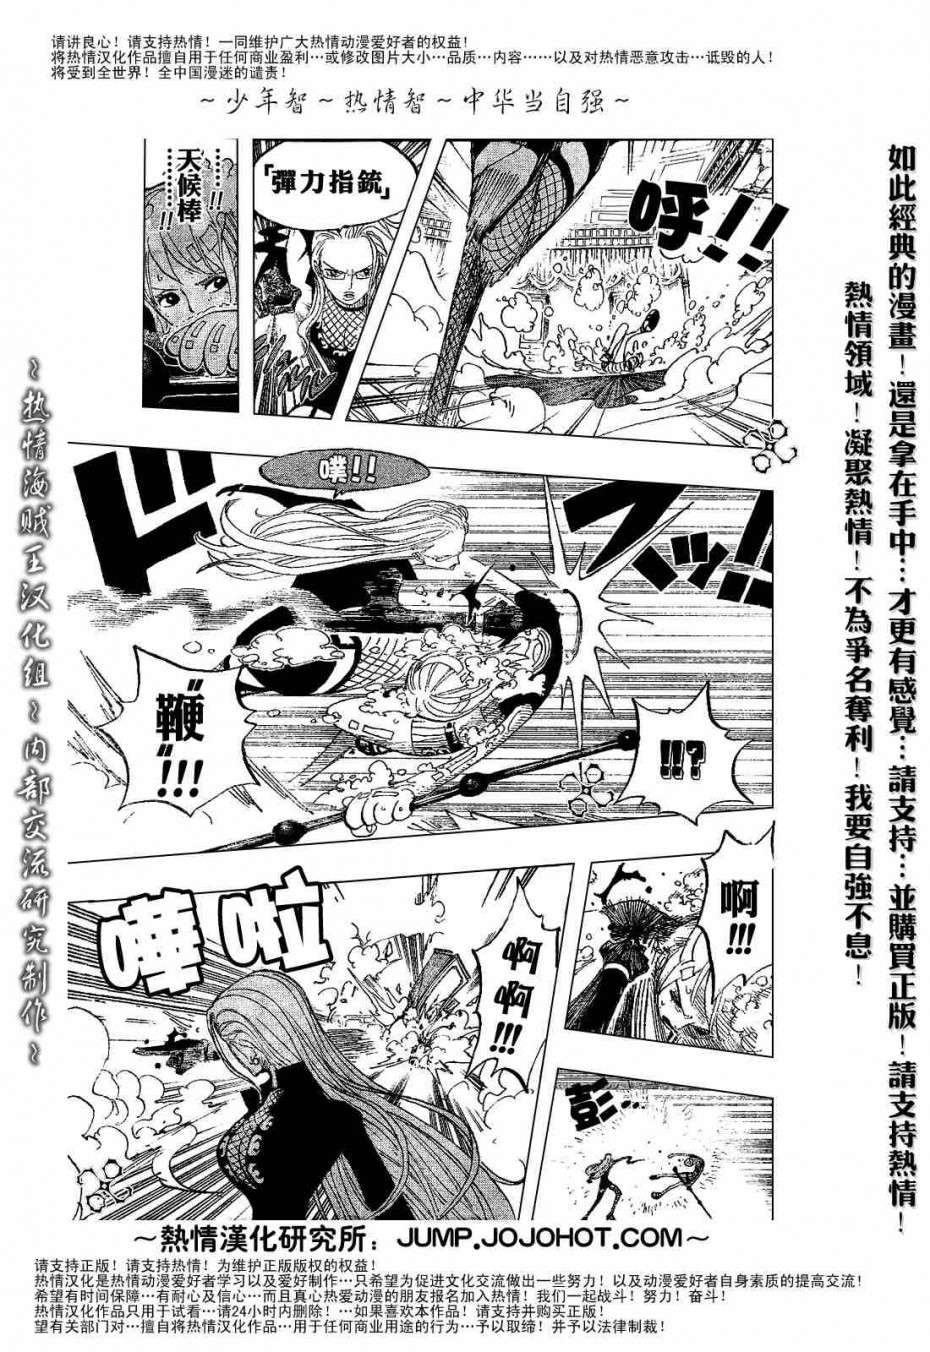 请讲良心！请支持热情！一同维护广大热情动漫爱好者的权益！
将热情汉化作品擅自用于任何商业盈利…或修改图片大小…品质…内容……以及对热情恶意攻击…诋毁的人！
将受到全世界！全中国漫迷的谴责！
～少年智～热情智～中华当自强～
如此經典的漫畫！還是拿在手中…才更有感覺…請支持…並購買正版！請支持熱情！
熱情領域！凝聚熱情！不為爭名奪利！我要自強不息！
～热情海贼王汉化组～内部交流研究制作～
呼!!
「彈力指銃」
……!!
天候棒
……!!
噗!!
ドド!!
"鞭"!!!
!!?
啊!!!
啊啊!!!
嘩啦
彭…
～熱情漢化研究所：JUMP.JOJOHOT.COM～
请支持正版！请支持热情！为维护正版版权的权益！
热情汉化是热情动漫爱好者学习以及爱好制作…只希望为促进文化交流做出一些努力！以及动漫爱好者自身素质的提高交流！
希望有时间保障…有耐心及信心…而且真心热爱动漫的朋友报名加入热情！我们一起战斗！努力！奋斗！
热情汉化作品只用于试看…请24小时内删除！…如果喜欢本作品！请支持并购买正版！
望有关部门对…擅自将热情汉化作品…用于任何商业用途的行为…予以取缔！并予以法律制裁！